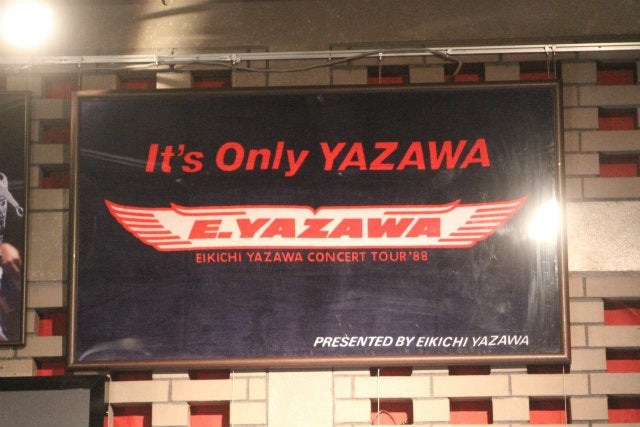 It's Only YAZAWA
E.YAZAWA
EIKICHI YAZAWA CONCERT TOUR '88
PRESENTED BY EIKICHI YAZAWA